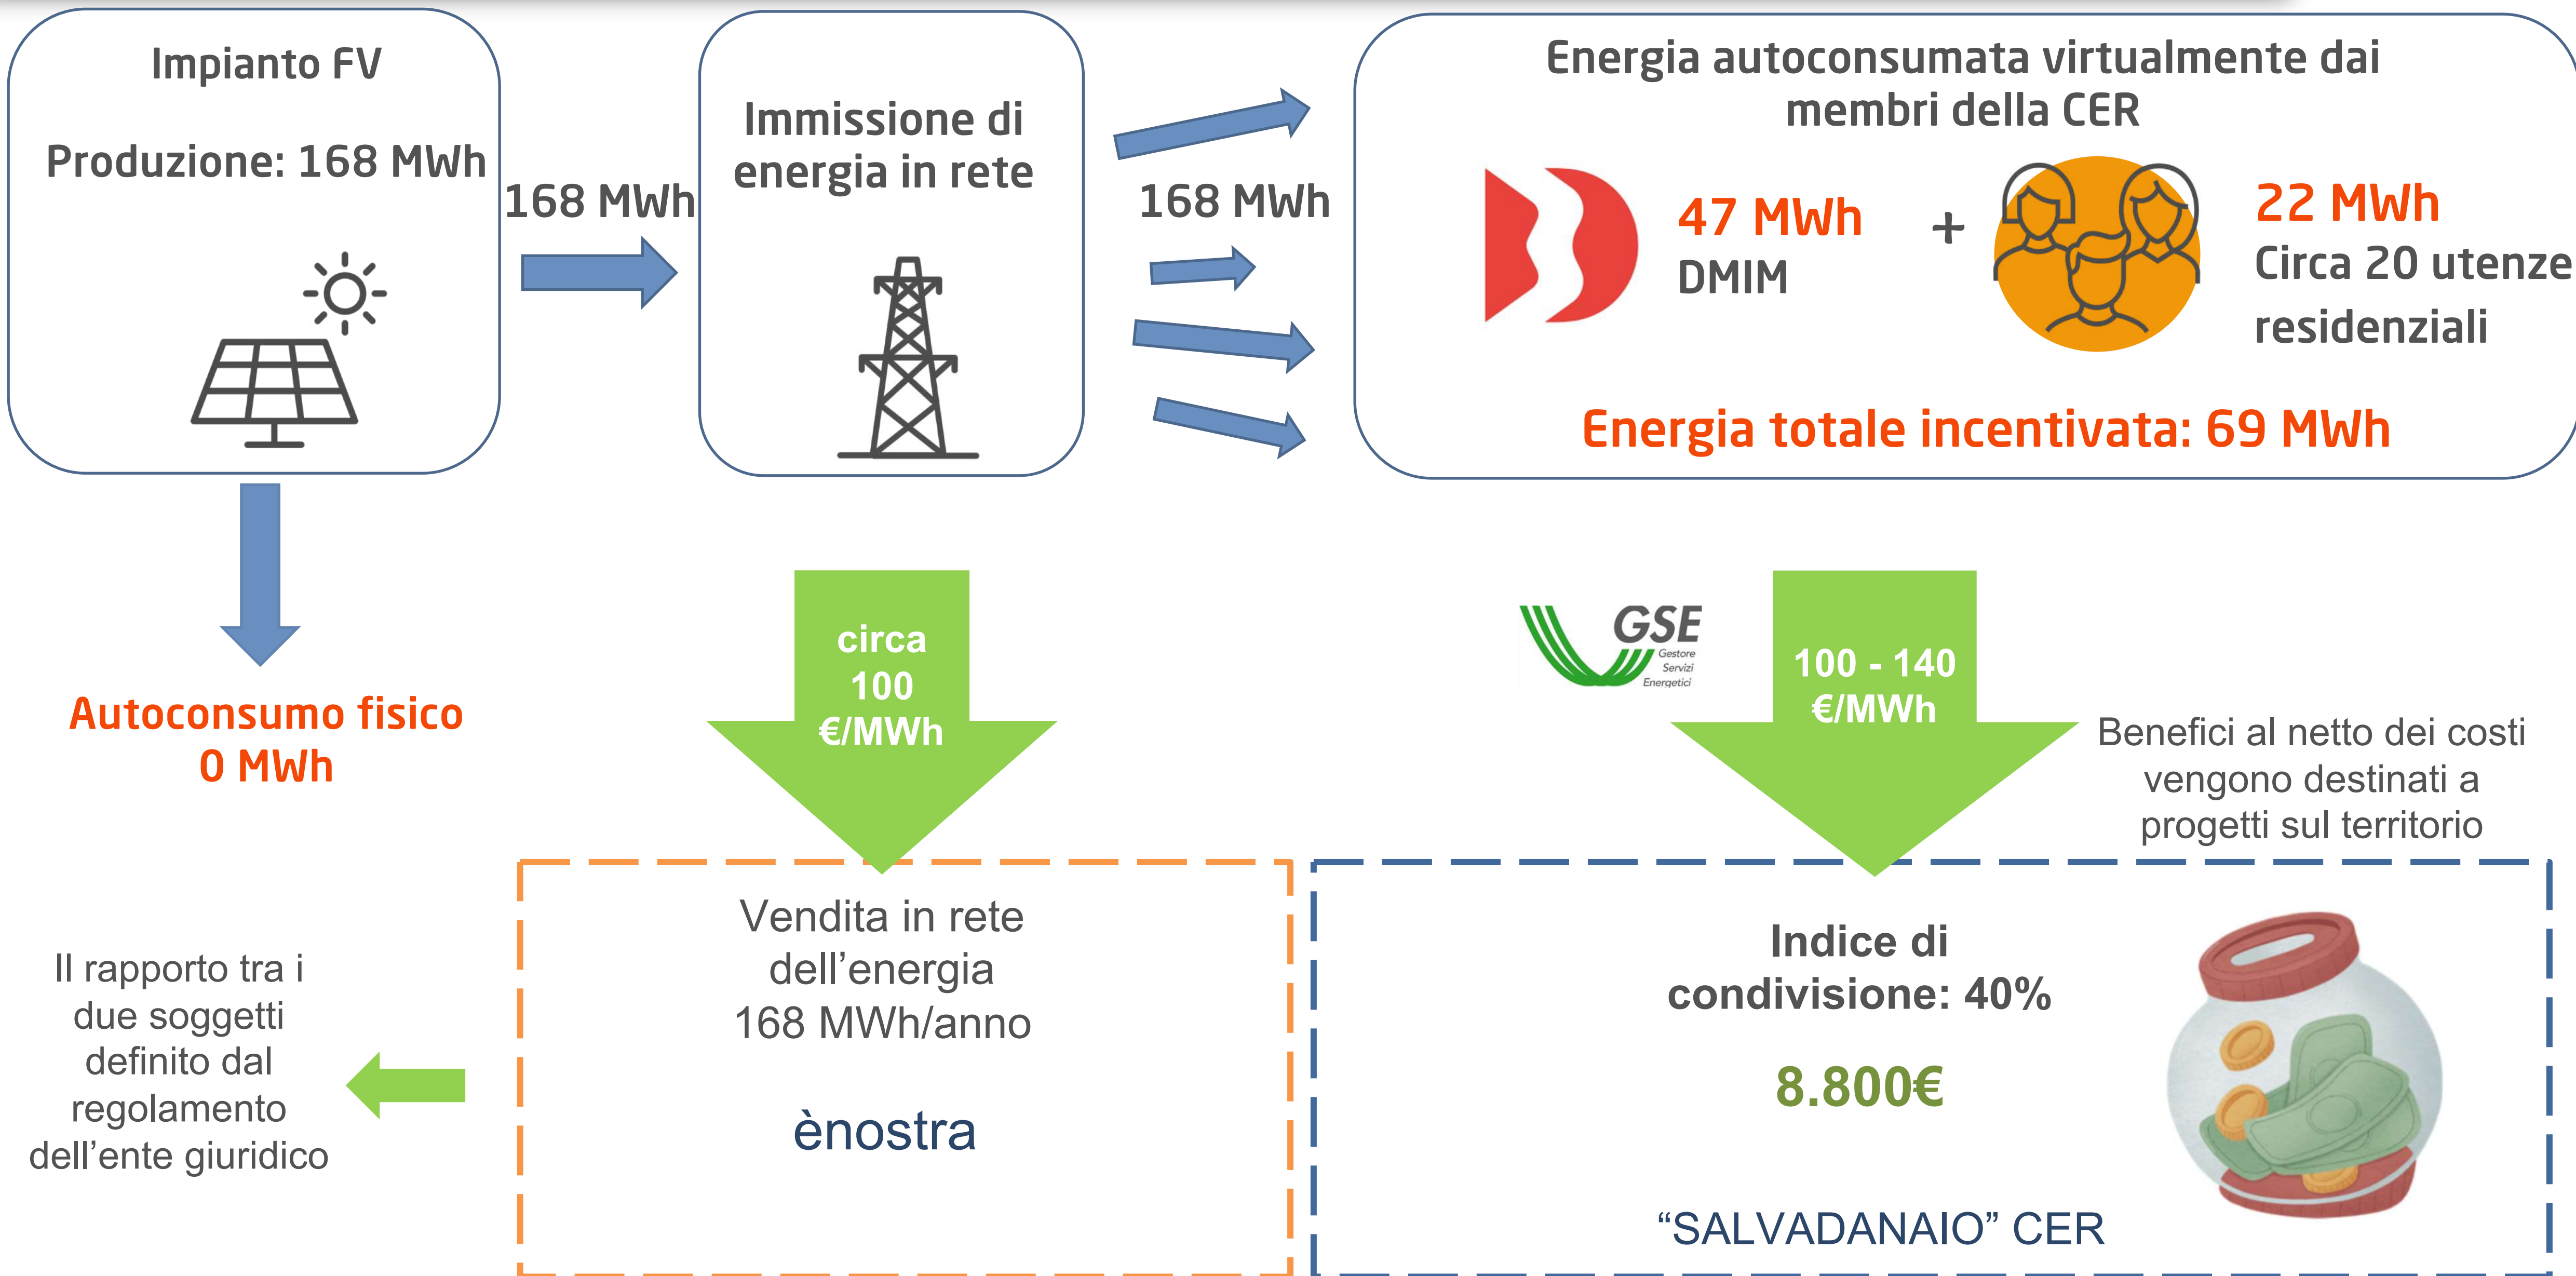 Impianto FV
Produzione: 168 MWh
168 MWh
Immissione di
energia in rete
168 MWh
Energia autoconsumata virtualmente dai
membri della CER
47 MWh
DMIM
+
22 MWh
Circa 20 utenze
residenziali
Energia totale incentivata: 69 MWh
Autoconsumo fisico
0 MWh
circa
100
€/MWh
GSE
Gestore
Servizi
Energetici
100 - 140
€/MWh
Benefici al netto dei costi
vengono destinati a
progetti sul territorio
Il rapporto tra i
due soggetti
definito dal
regolamento
dell’ente giuridico
Vendita in rete
dell’energia
168 MWh/anno
ènostra
Indice di
condivisione: 40%
8.800€
“SALVADANAIO” CER